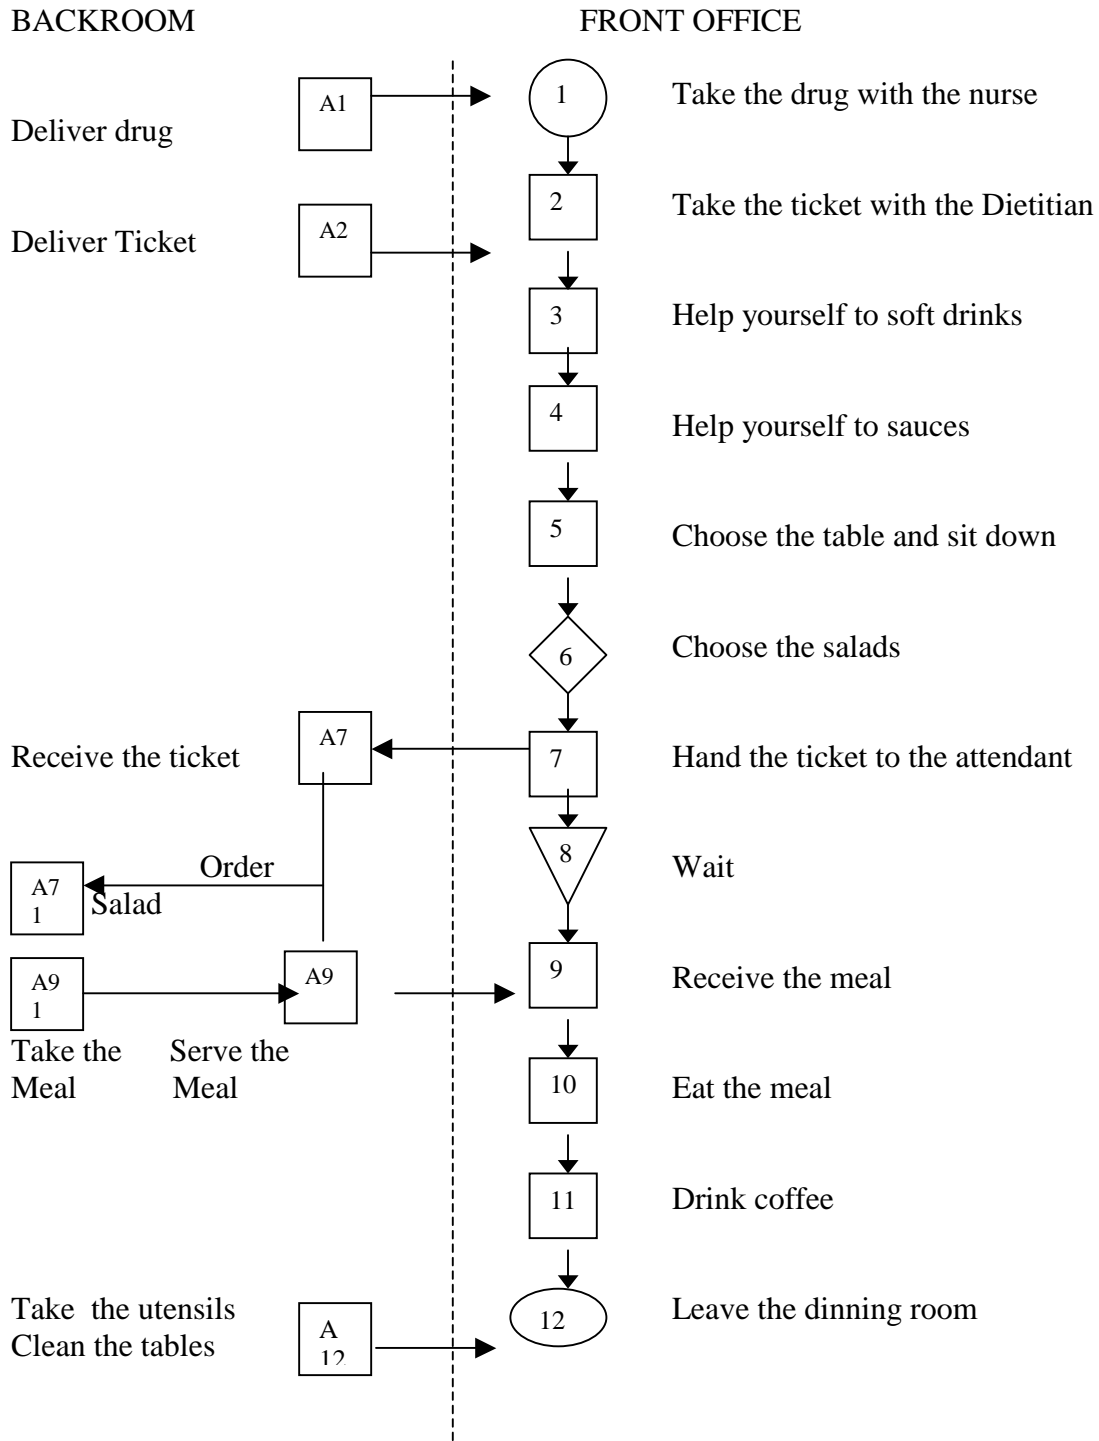 BACKROOM FRONT OFFICE
A1 1 Take the drug with the nurse
Deliver drug
A2 2 Take the ticket with the Dietitian
Deliver Ticket
3 Help yourself to soft drinks
4 Help yourself to sauces
5 Choose the table and sit down
6 Choose the salads
Receive the ticket A7 7 Hand the ticket to the attendant
8 Wait
Order
A7
1
Salad
A9
1
A9 9 Receive the meal
Take the Serve the
Meal Meal
10 Eat the meal
11 Drink coffee
Take the utensils A 12 Leave the dinning room
Clean the tables 12